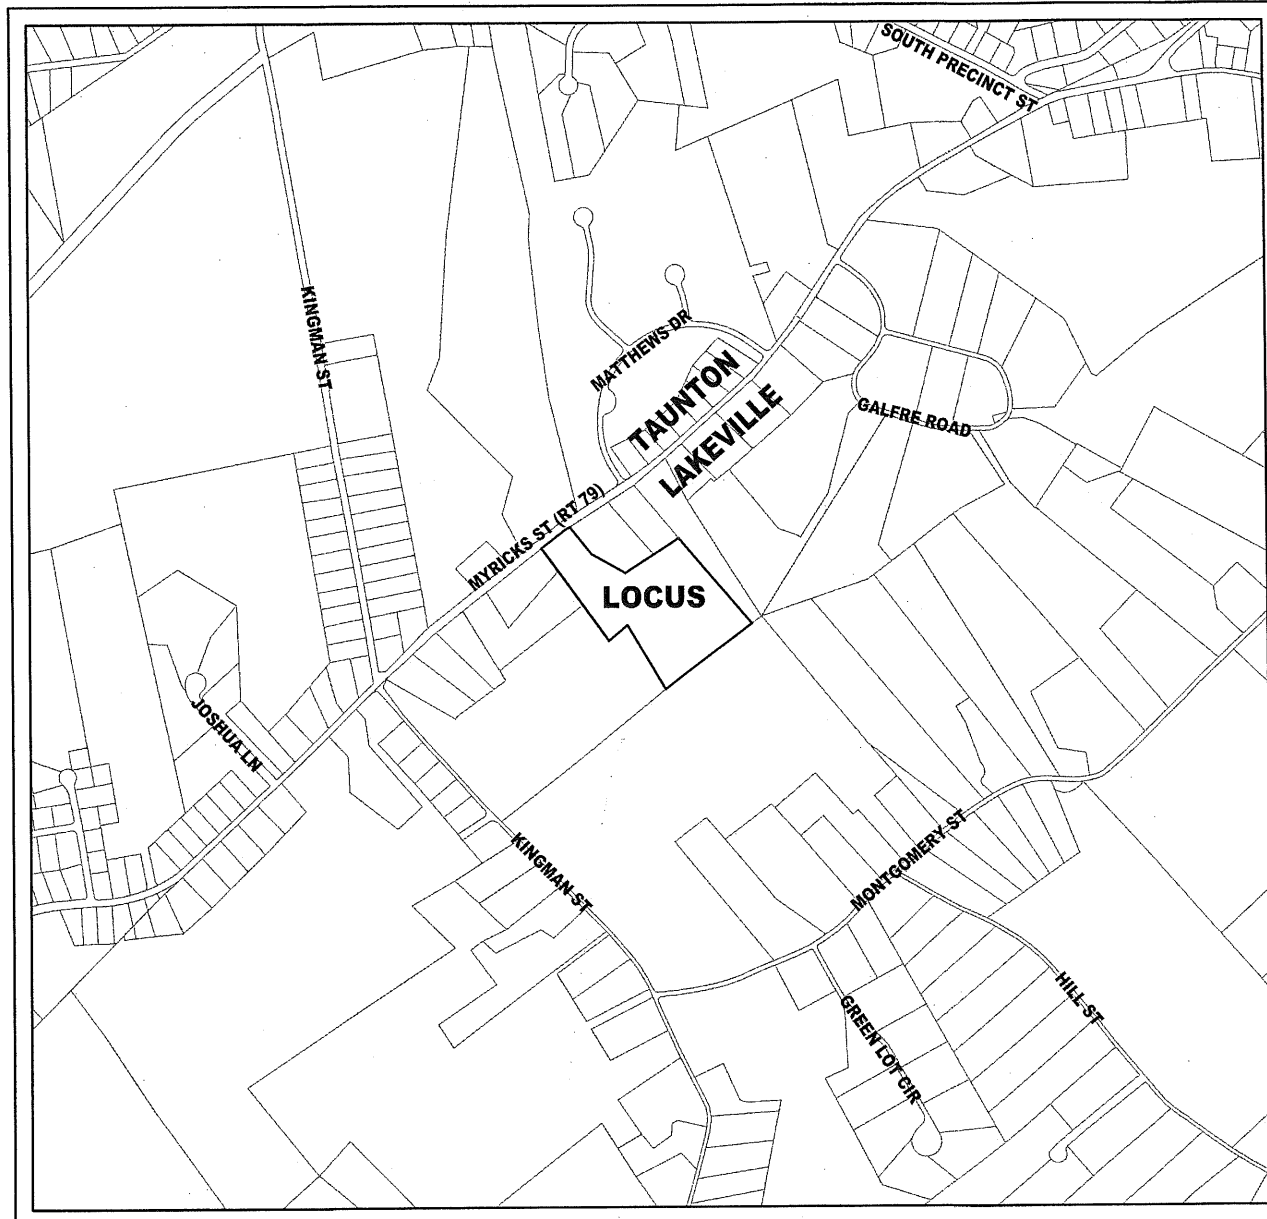 SOUTH PRECINCT ST
KINGMAN ST
MATTHEWS DR
TAUNTON
LAKEVILLE
GALFRE ROAD
MYRICKS ST (RT 79)
LOCUS
JOSHUA LN
KINGMAN ST
MONTGOMERY ST
GREEN LOT CIR
HILL ST